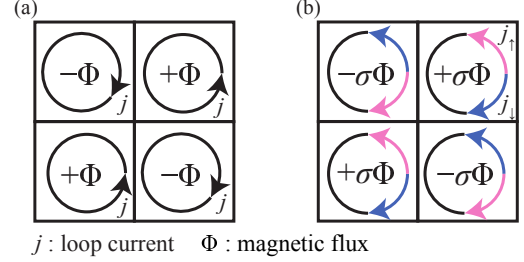 (a) (b)
−Φ +Φ −σΦ +σΦ j↑
j j j↓
+Φ −Φ +σΦ −σΦ
j j
j : loop current Φ : magnetic flux